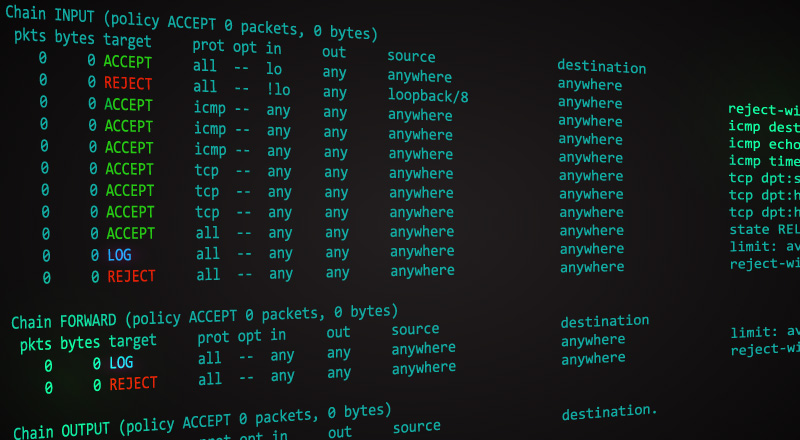 Chain INPUT (policy ACCEPT 0 packets, 0 bytes)
pkts bytes target prot opt in out source destination
0 0 ACCEPT all -- lo any anywhere anywhere
0 0 REJECT all -- !lo any loopback/8 anywhere reject-wi
0 0 ACCEPT icmp -- any any anywhere anywhere icmp dest
0 0 ACCEPT icmp -- any any anywhere anywhere icmp echo
0 0 ACCEPT icmp -- any any anywhere anywhere icmp time
0 0 ACCEPT tcp -- any any anywhere anywhere tcp dpt:s
0 0 ACCEPT tcp -- any any anywhere anywhere tcp dpt:h
0 0 ACCEPT tcp -- any any anywhere anywhere tcp dpt:h
0 0 ACCEPT all -- any any anywhere anywhere state REL
0 0 LOG all -- any any anywhere anywhere limit: av
0 0 REJECT all -- any any anywhere anywhere reject-wi
Chain FORWARD (policy ACCEPT 0 packets, 0 bytes)
pkts bytes target prot opt in out source destination
0 0 LOG all -- any any anywhere anywhere limit: av
0 0 REJECT all -- any any anywhere anywhere reject-wi
Chain OUTPUT (policy ACCEPT 0 packets, 0 bytes)
prot opt in out source destination.